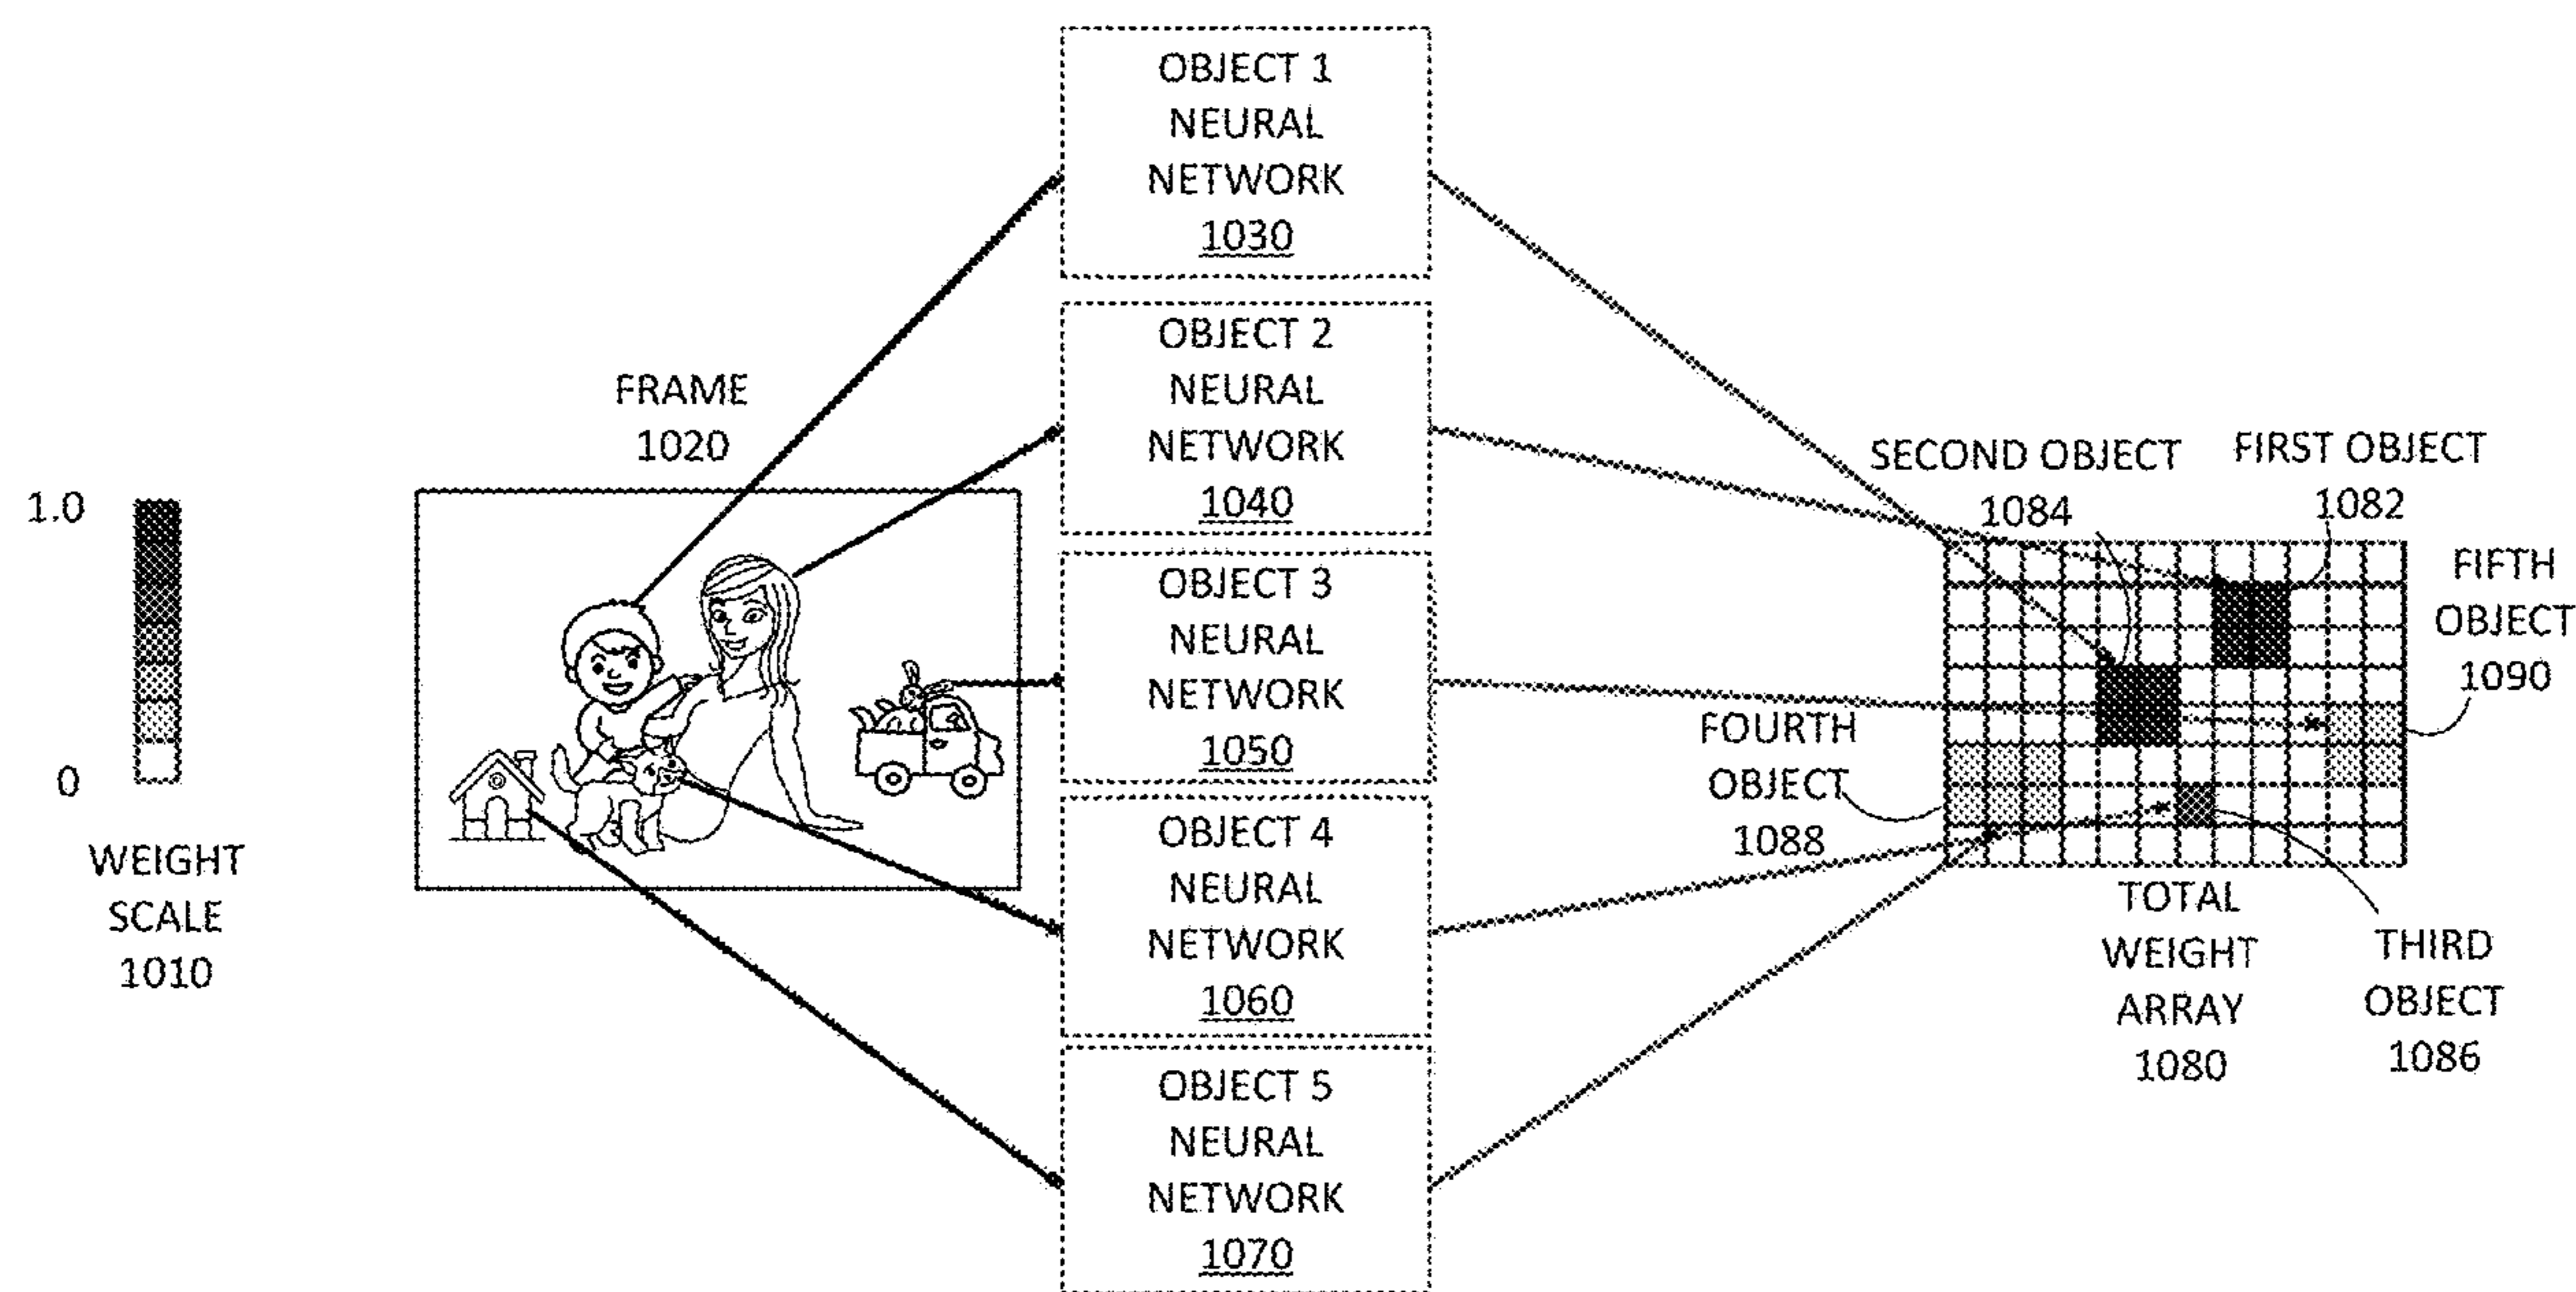 1.0
0
WEIGHT
SCALE
1010
FRAME
1020
OBJECT 1
NEURAL
NETWORK
1030
OBJECT 2
NEURAL
NETWORK
1040
OBJECT 3
NEURAL
NETWORK
1050
OBJECT 4
NEURAL
NETWORK
1060
OBJECT 5
NEURAL
NETWORK
1070
SECOND OBJECT
1084
FIRST OBJECT
1082
FIFTH
OBJECT
1090
FOURTH
OBJECT
1088
TOTAL
WEIGHT
ARRAY
1080
THIRD
OBJECT
1086